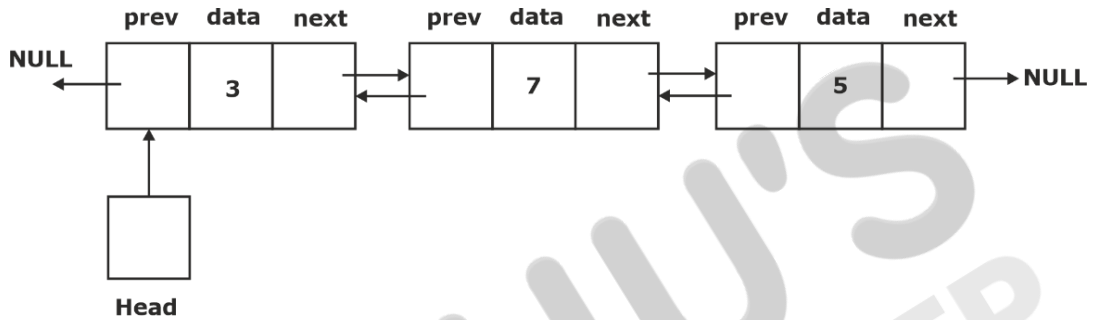 prev data next prev data next prev data next
NULL 3 7 5 NULL
Head